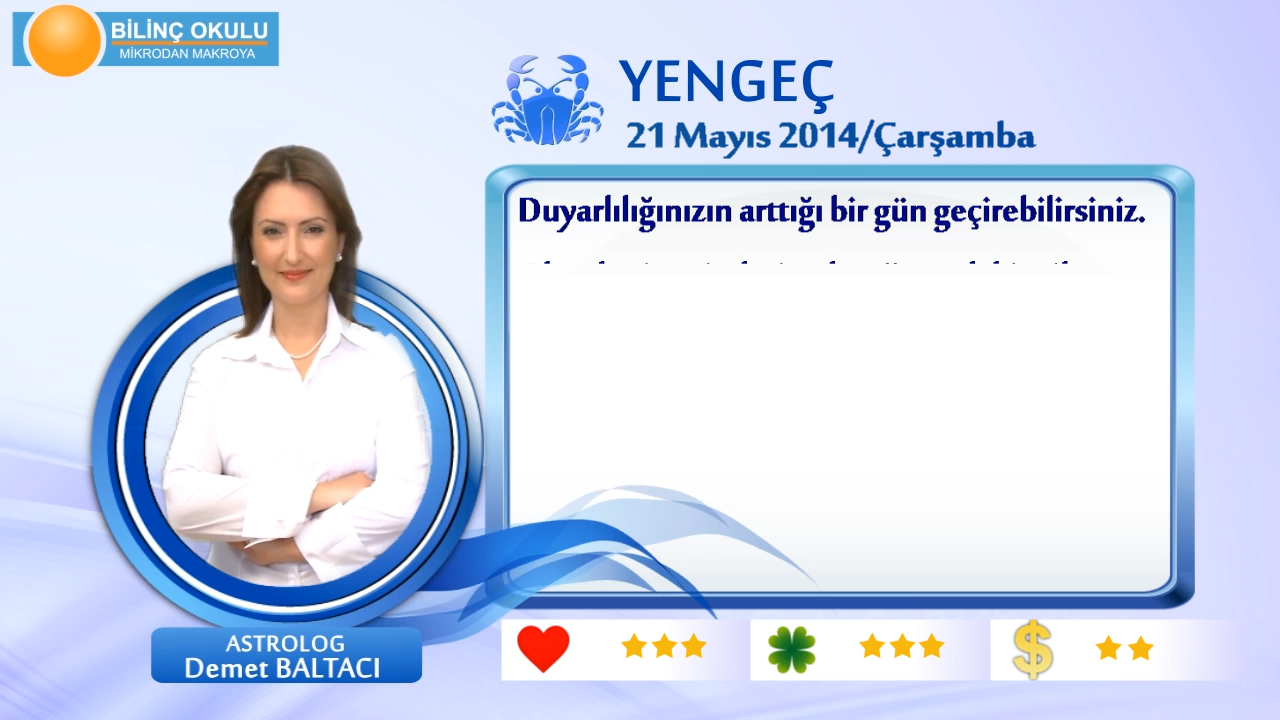 BİLİNÇ OKULU
MİKRODAN MAKROYA
YENGEÇ
21 Mayıs 2014/Çarşamba
Duyarlılığınızın arttığı bir gün geçirebilirsiniz.
ASTROLOG
Demet BALTACI